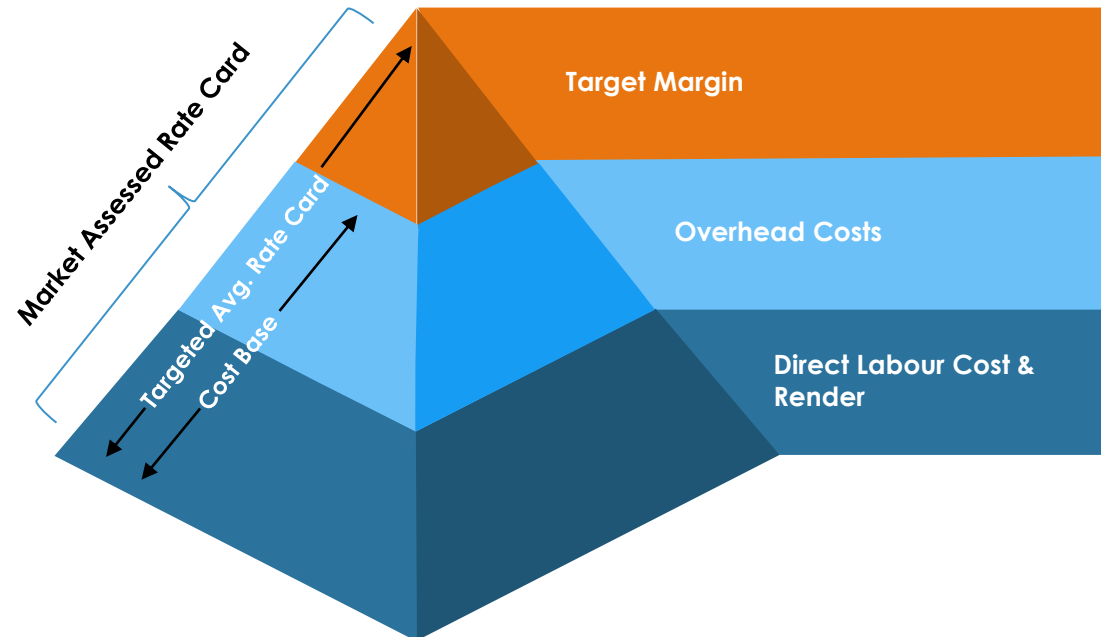 Market Assessed Rate Card
Targeted Avg. Rate Card
Cost Base
Target Margin
Overhead Costs
Direct Labour Cost &
Render